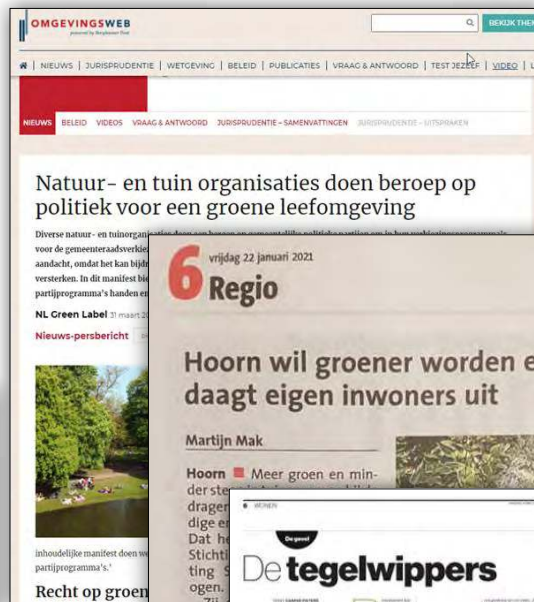 OMGEVINGSWEB
BEKIJK THEM
NIEUWS | JURISPRUDENTIE | WETGEVING | BELEID | PUBLICATIES | VRAAG & ANTWOORD | TEST JEZELF | VIDEO | L
NIEUWS BELEID VIDEOS VRAAG & ANTWOORD JURISPRUDENTIE – SAMENVATTINGEN JURISPRUDENTIE – UITSPRAKEN
Natuur- en tuin organisaties doen beroep op
politiek voor een groene leefomgeving
Diverse natuur- en
voor de gemeenteraadsverkie
aandacht, omdat het kan bijdr
versterken. In dit manifest bie
partijprogramma's handen en
NL Green Label 31 maart 20
Nieuws-persbericht
inhoudelijke manifest doen we
partijprogramma's.'
Recht op groen
6 vrijdag 22 januari 2021
Regio
Hoorn wil groener worden e
daagt eigen inwoners uit
Martijn Mak
Hoorn Meer groen en min-
der ste
drager
dige er
Dat he
Stichti
ting S
ogen.
WONEN
De tegelwippers